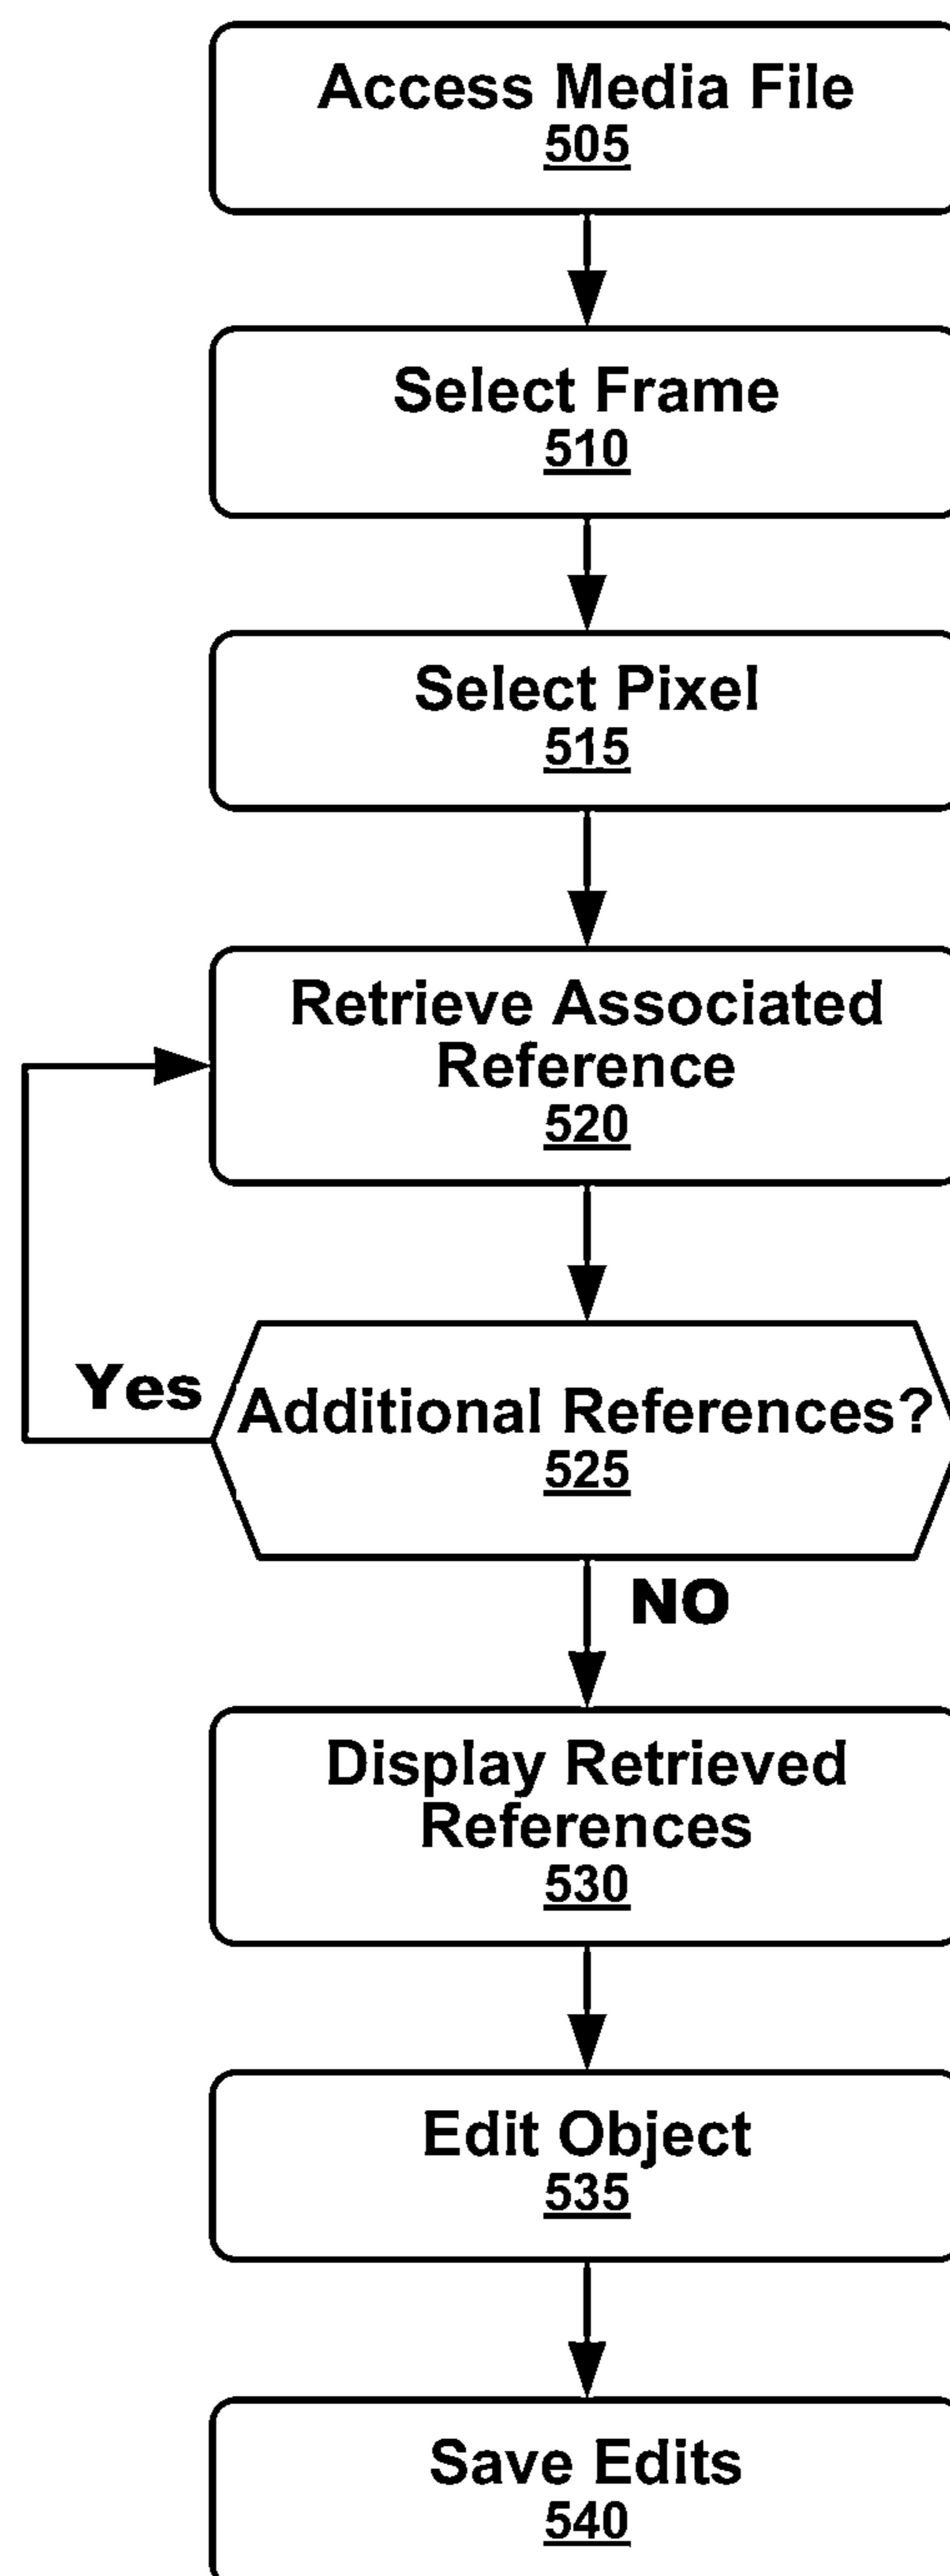 Access Media File
505
Select Frame
510
Select Pixel
515
Retrieve Associated
Reference
520
Yes
Additional References?
525
NO
Display Retrieved
References
530
Edit Object
535
Save Edits
540